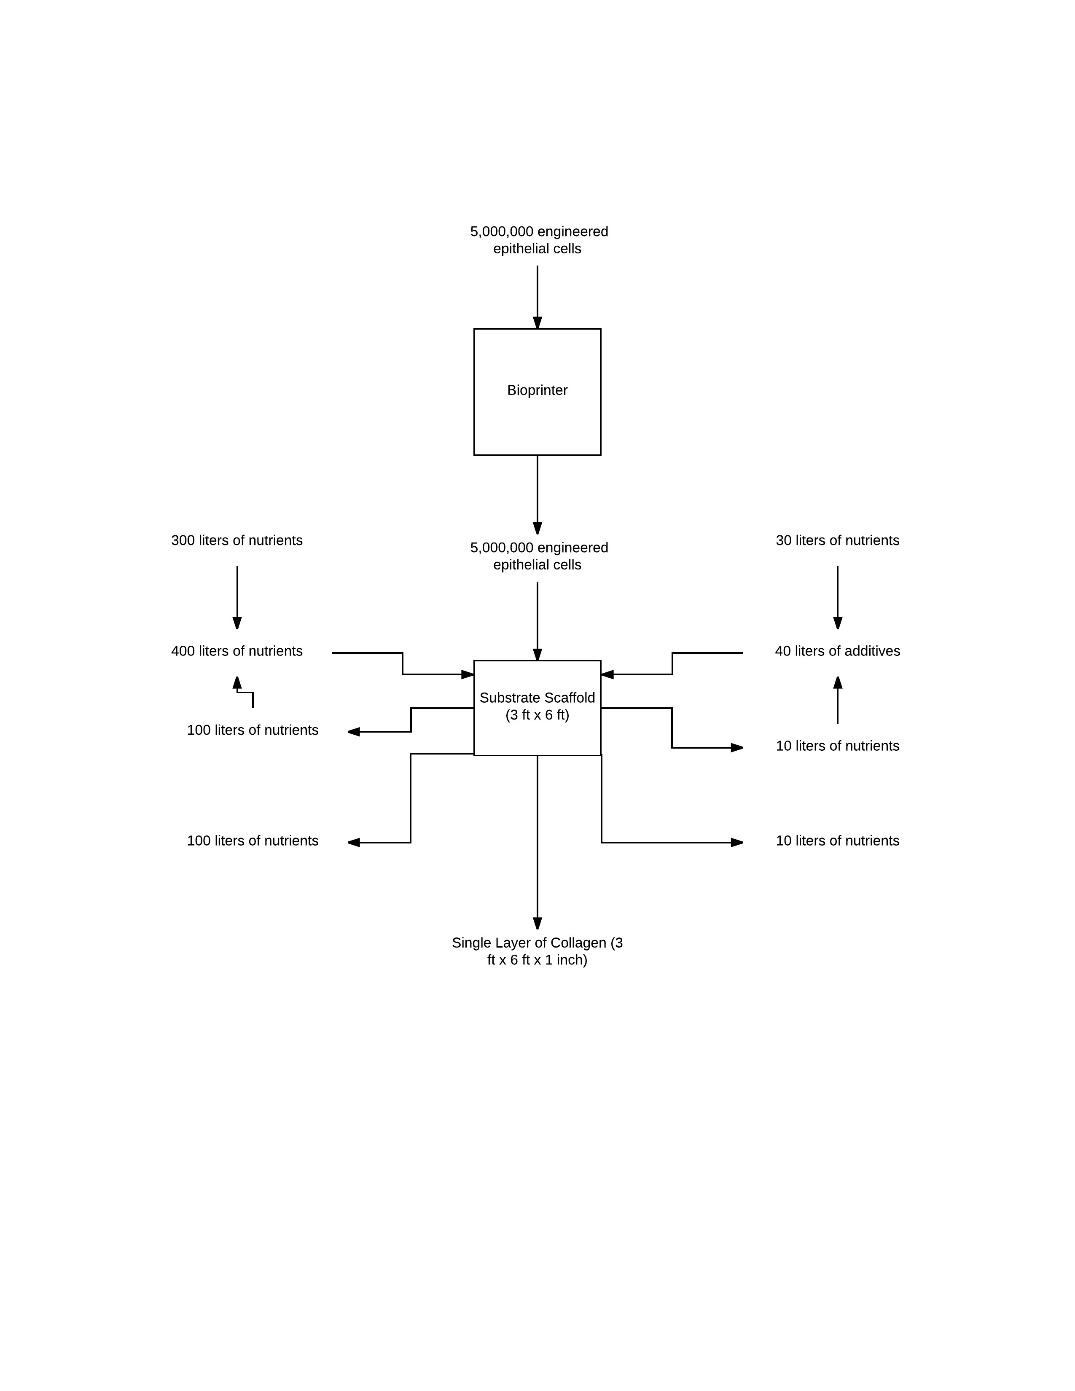 5,000,000 engineered
epithelial cells
Bioprinter
300 liters of nutrients
5,000,000 engineered
epithelial cells
30 liters of nutrients
400 liters of nutrients
40 liters of additives
Substrate Scaffold
(3 ft x 6 ft)
100 liters of nutrients
10 liters of nutrients
100 liters of nutrients
10 liters of nutrients
Single Layer of Collagen (3
ft x 6 ft x 1 inch)